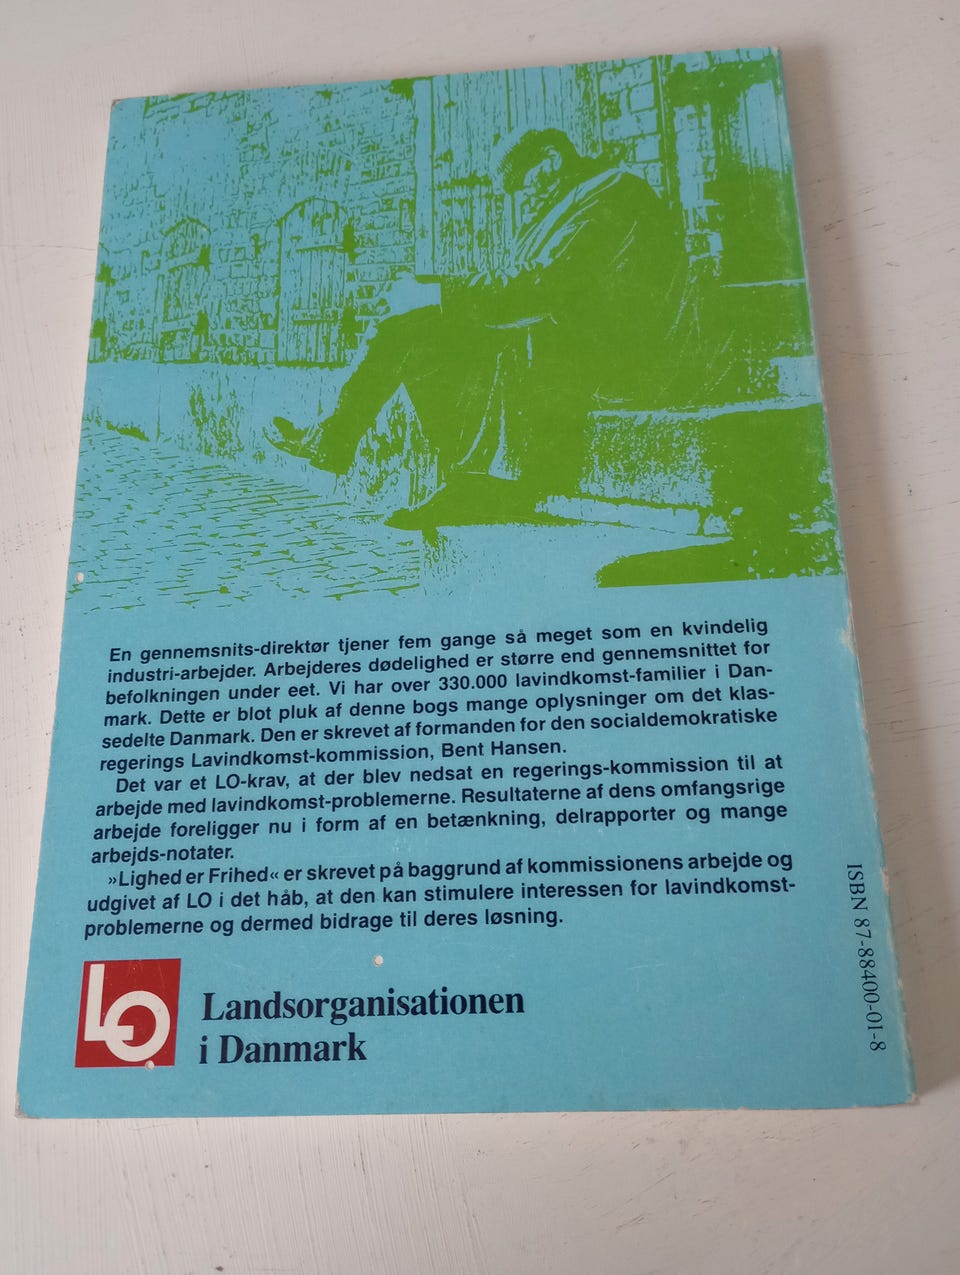 En gennemsnits-direktør tjener fem gange så meget som en kvindelig
industri-arbejder. Arbejderes dødelighed er større end gennemsnittet for
befolkningen under eet. Vi har over 330.000 lavindkomst-familier i Dan-
mark. Dette er blot pluk af denne bogs mange oplysninger om det klas-
sedelte Danmark. Den er skrevet af formanden for den socialdemokratiske
regerings Lavindkomst-kommission, Bent Hansen.
Det var et LO-krav, at der blev nedsat en regerings-kommission til at
arbejde med lavindkomst-problemerne. Resultaterne af dens omfangsrige
arbejde foreligger nu i form af en betænkning, delrapporter og mange
arbejds-notater.
»Lighed er Frihed« er skrevet på baggrund af kommissionens arbejde og
udgivet af LO i det håb, at den kan stimulere interessen for lavindkomst-
problemerne og dermed bidrage til deres løsning.
LO
Landsorganisationen
i Danmark
ISBN 87-88400-01-8